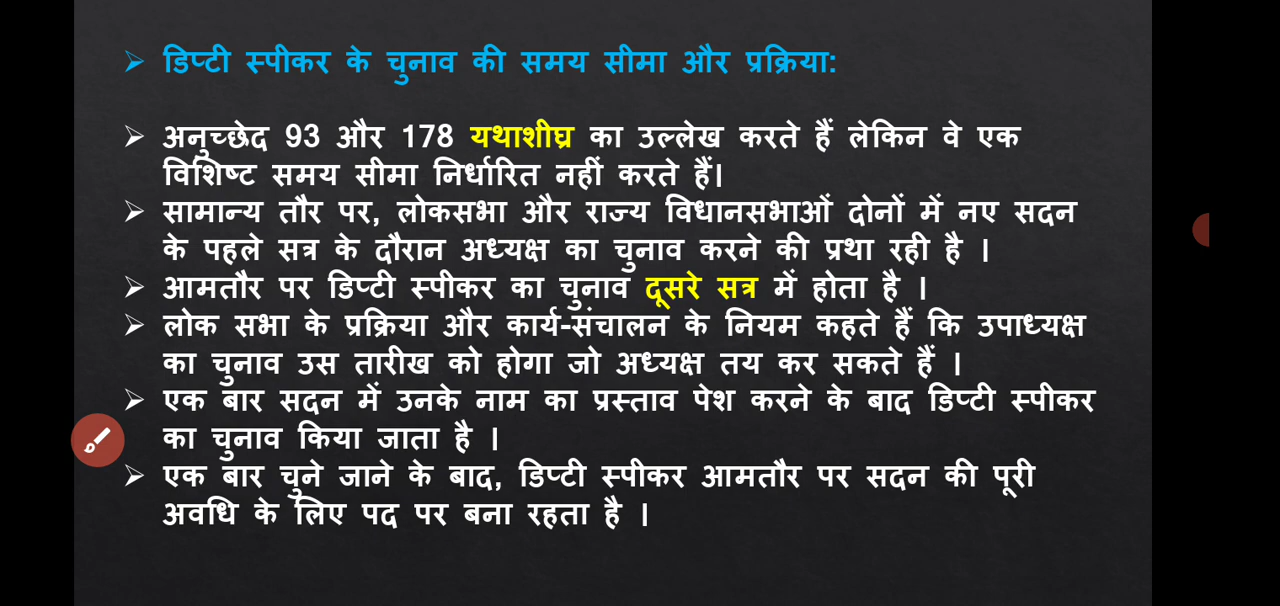 ➢ डिप्टी स्पीकर के चुनाव की समय सीमा और प्रक्रिया:
➢ अनुच्छेद 93 और 178 यथाशीघ्र का उल्लेख करते हैं लेकिन वे एक
विशिष्ट समय सीमा निर्धारित नहीं करते हैं।
➢ सामान्य तौर पर, लोकसभा और राज्य विधानसभाओं दोनों में नए सदन
के पहले सत्र के दौरान अध्यक्ष का चुनाव करने की प्रथा रही है ।
➢ आमतौर पर डिप्टी स्पीकर का चुनाव दूसरे सत्र में होता है ।
➢ लोक सभा के प्रक्रिया और कार्य-संचालन के नियम कहते हैं कि उपाध्यक्ष
का चुनाव उस तारीख को होगा जो अध्यक्ष तय कर सकते हैं ।
➢ एक बार सदन में उनके नाम का प्रस्ताव पेश करने के बाद डिप्टी स्पीकर
का चुनाव किया जाता है ।
➢ एक बार चुने जाने के बाद, डिप्टी स्पीकर आमतौर पर सदन की पूरी
अवधि के लिए पद पर बना रहता है ।